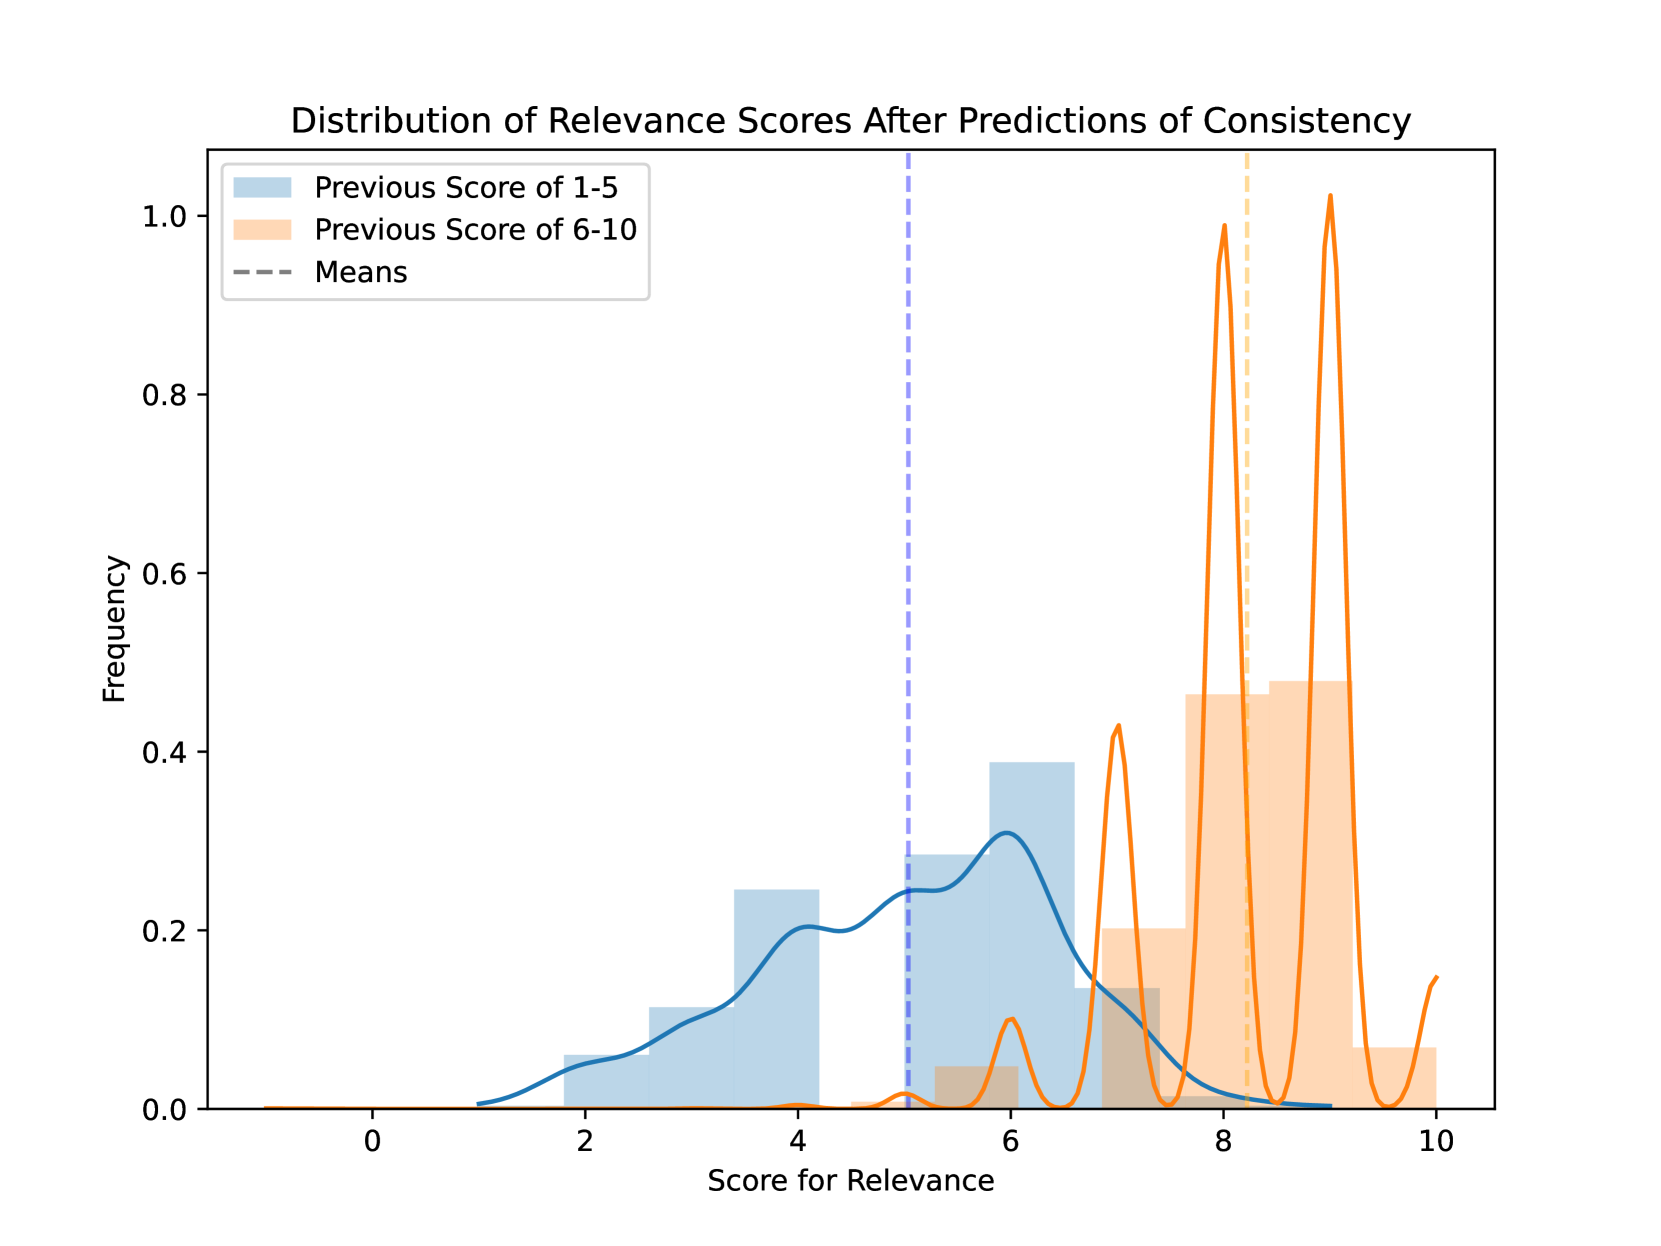 Distribution of Relevance Scores After Predictions of Consistency
Previous Score of 1-5
Previous Score of 6-10
Means
1.0
0.8
0.6
0.4
0.2
0.0
Frequency
0 2 4 6 8 10
Score for Relevance